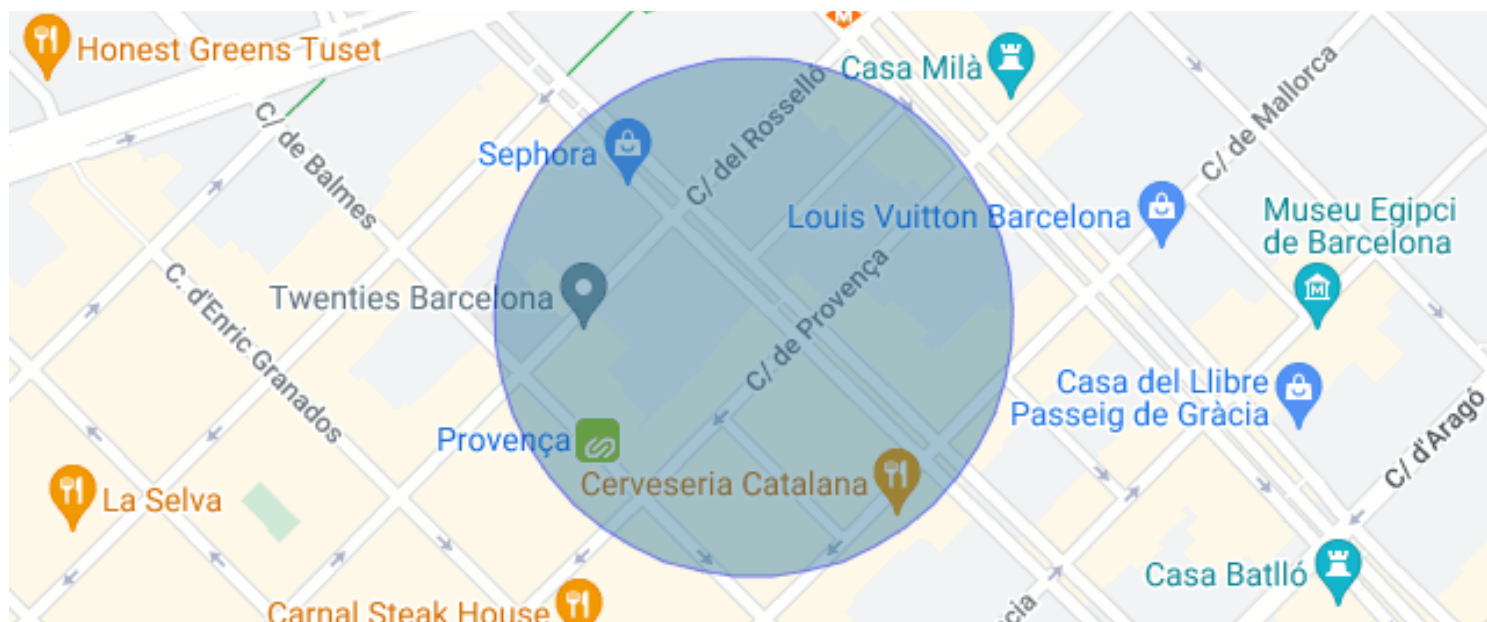 Honest Greens Tuset
Casa Milà
C/ de Balmes
Sephora
C/ del Rosselló
C/ de Mallorca
Louis Vuitton Barcelona
Museu Egipci
de Barcelona
C. d'Enric Granados
Twenties Barcelona
C/ de Provença
Casa del Llibre
Passeig de Gràcia
Provença
C/ d'Aragó
La Selva
Cerveseria Catalana
Casa Batlló
Carnal Steak House